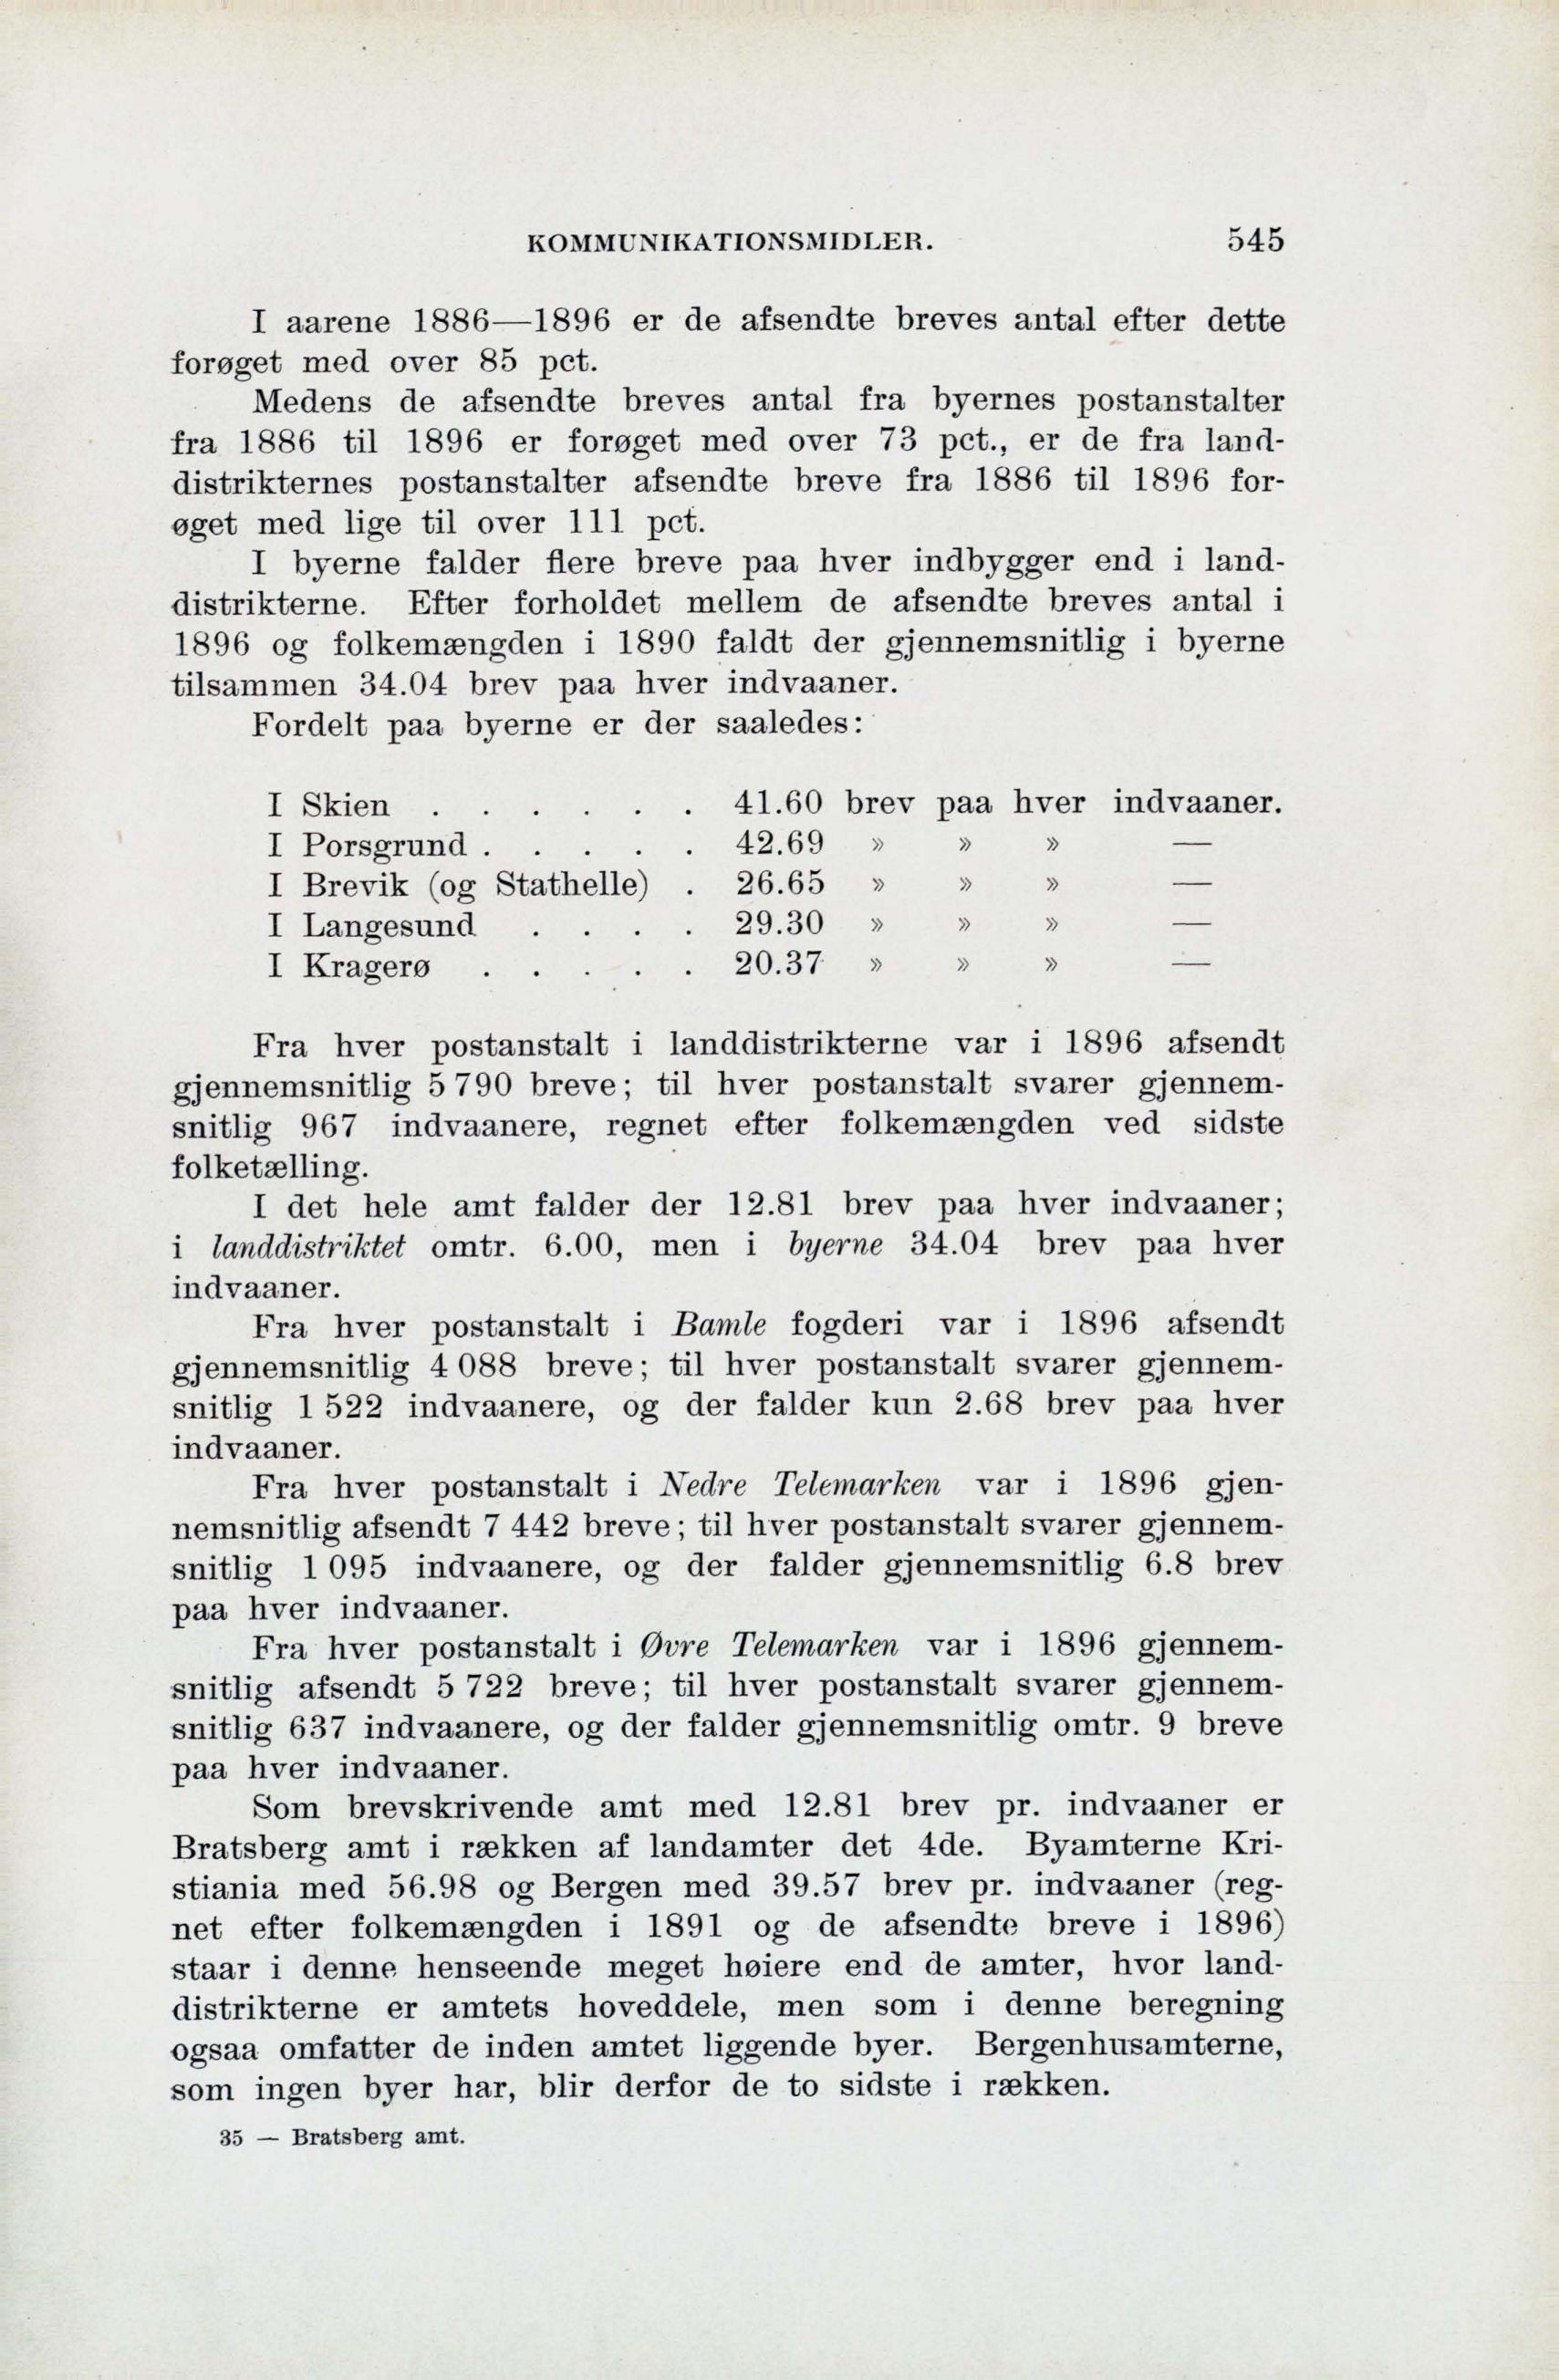 KOMMUNIKATIONSMIDLER. 545
I aarene 1886—1896 er de afsendte breves antal efter dette
forøget med over 85 pct.
Medens de afsendte breves antal fra byernes postanstalter
fra 1886 til 1896 er forøget med over 73 pct., er de fra land-
distrikternes postanstalter afsendte breve fra 1886 til 1896 for-
øget med lige til over 111 pct.
I byerne falder flere breve paa hver indbygger end i land-
distrikterne. Efter forholdet mellem de afsendte breves antal i
1896 og folkemængden i 1890 faldt der gjennemsnitlig i byerne
tilsammen 34.04 brev paa hver indvaaner.
Fordelt paa byerne er der saaledes:
I Skien . . . . . . 41.60 brev paa hver indvaaner.
I Porsgrund . . . . . 42.69 » » » —
I Brevik (og Stathelle) . 26.65 » » » —
I Langesund . . . . 29.30 » » » —
I Kragerø . . . . . 20.37 » » » —
Fra hver postanstalt i landdistrikterne var i 1896 afsendt
gjennemsnitlig 5 790 breve; til hver postanstalt svarer gjennem-
snitlig 967 indvaanere, regnet efter folkemængden ved sidste
folketælling.
I det hele amt falder der 12.81 brev paa hver indvaaner;
i landdistriktet omtr. 6.00, men i byerne 34.04 brev paa hver
indvaaner.
Fra hver postanstalt i Bamle fogderi var i 1896 afsendt
gjennemsnitlig 4 088 breve; til hver postanstalt svarer gjennem-
snitlig 1 522 indvaanere, og der falder kun 2.68 brev paa hver
indvaaner.
Fra hver postanstalt i Nedre Telemarken var i 1896 gjen-
nemsnitlig afsendt 7 442 breve; til hver postanstalt svarer gjennem-
snitlig 1 095 indvaanere, og der falder gjennemsnitlig 6.8 brev
paa hver indvaaner.
Fra hver postanstalt i Øvre Telemarken var i 1896 gjennem-
snitlig afsendt 5 722 breve; til hver postanstalt svarer gjennem-
snitlig 637 indvaanere, og der falder gjennemsnitlig omtr. 9 breve
paa hver indvaaner.
Som brevskrivende amt med 12.81 brev pr. indvaaner er
Bratsberg amt i rækken af landamter det 4de. Byamterne Kri-
stiania med 56.98 og Bergen med 39.57 brev pr. indvaaner (reg-
net efter folkemængden i 1891 og de afsendte breve i 1896)
staar i denne henseende meget høiere end de amter, hvor land-
distrikterne er amtets hoveddele, men som i denne beregning
ogsaa omfatter de inden amtet liggende byer. Bergenhusamterne,
som ingen byer har, blir derfor de to sidste i rækken.
35 — Bratsberg amt.